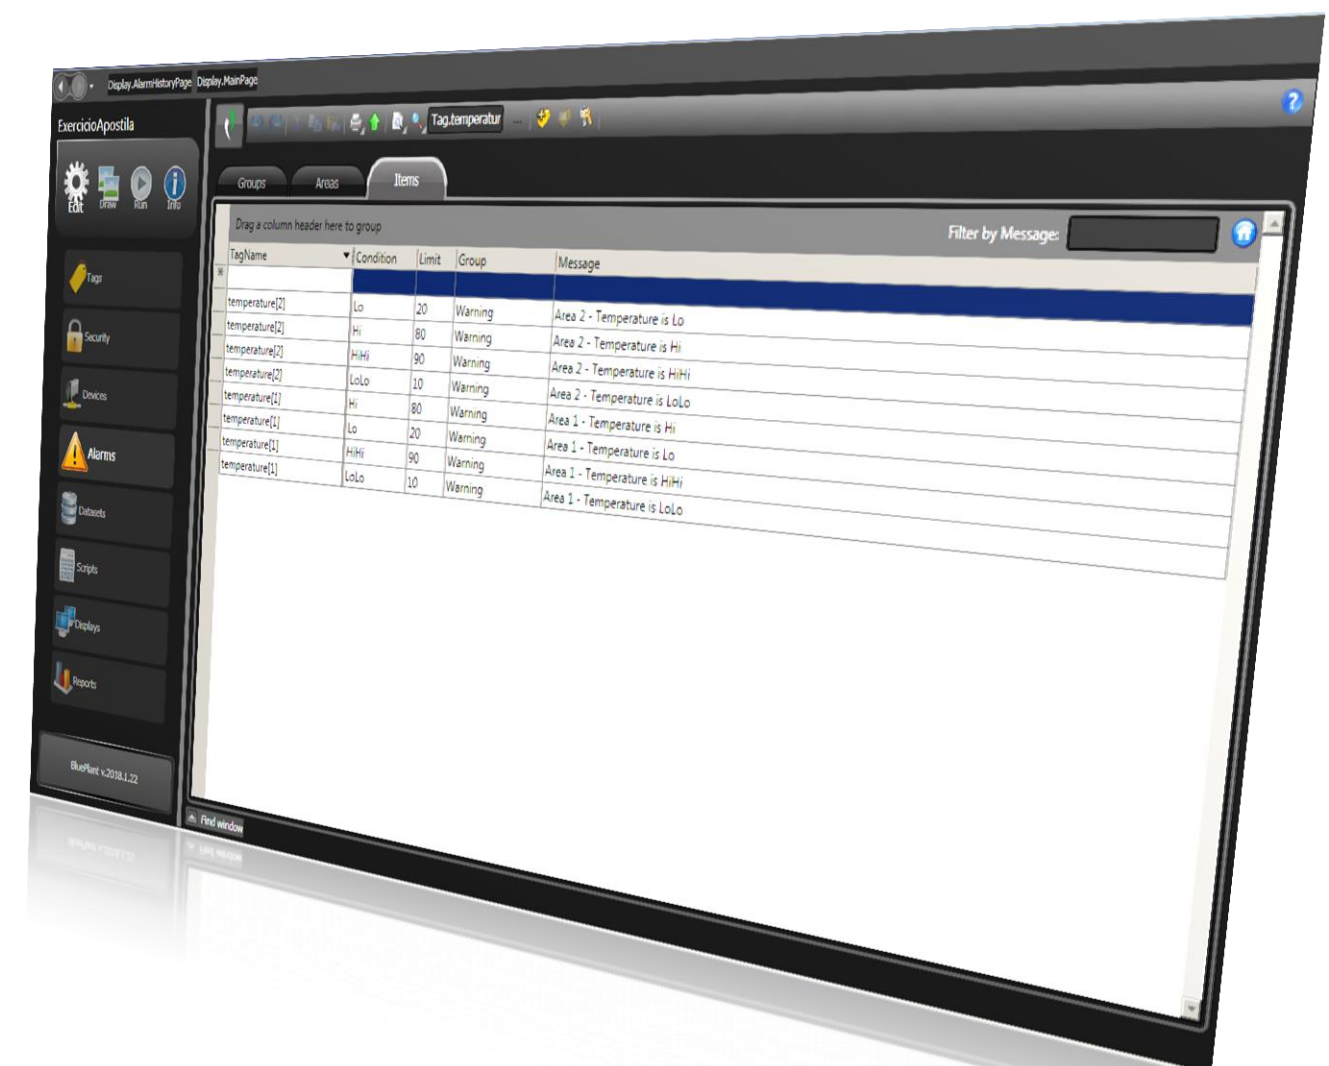 Display.AlarmHistoryPage Display.MainPage
ExercicioApostila
Tag.temperatur ...
Edit Draw Run Info
Groups Areas Items
Drag a column header here to group
Filter by Message:
TagName Condition Limit Group Message
temperature[2] Lo 20 Warning Area 2 - Temperature is Lo
temperature[2] Hi 80 Warning Area 2 - Temperature is Hi
temperature[2] HiHi 90 Warning Area 2 - Temperature is HiHi
temperature[2] LoLo 10 Warning Area 2 - Temperature is LoLo
temperature[1] Hi 80 Warning Area 1 - Temperature is Hi
temperature[1] Lo 20 Warning Area 1 - Temperature is Lo
temperature[1] HiHi 90 Warning Area 1 - Temperature is HiHi
temperature[1] LoLo 10 Warning Area 1 - Temperature is LoLo
Tags
Security
Devices
Alarms
Datasets
Scripts
Displays
Reports
BluePlant v.2018.1.22
Find window